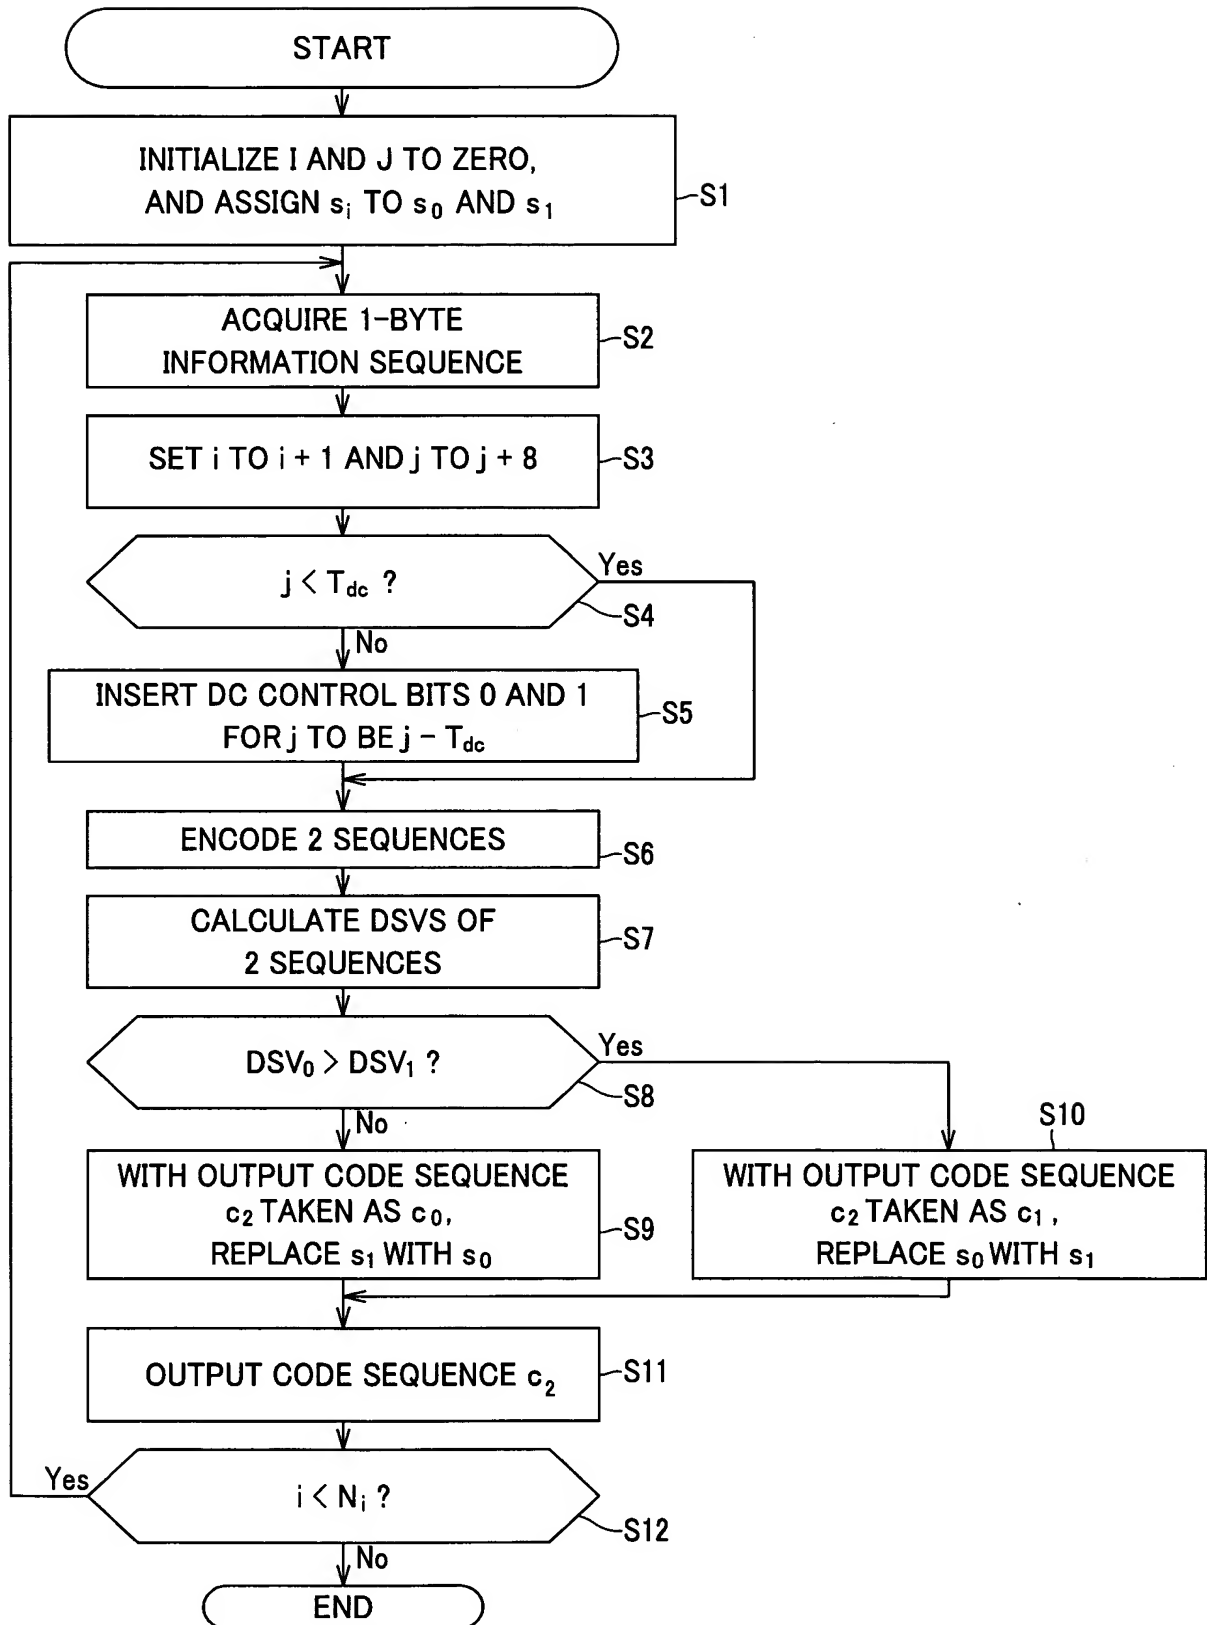 START
INITIALIZE I AND J TO ZERO,
AND ASSIGN sᵢ TO s₀ AND s₁
S1
ACQUIRE 1-BYTE
INFORMATION SEQUENCE
S2
SET i TO i + 1 AND j TO j + 8
S3
j < T_dc ?
Yes
S4
No
INSERT DC CONTROL BITS 0 AND 1
FOR j TO BE j - T_dc
S5
ENCODE 2 SEQUENCES
S6
CALCULATE DSVS OF
2 SEQUENCES
S7
DSV₀ > DSV₁ ?
Yes
S8
No
WITH OUTPUT CODE SEQUENCE
c₂ TAKEN AS c₀,
REPLACE s₁ WITH s₀
S9
S10
WITH OUTPUT CODE SEQUENCE
c₂ TAKEN AS c₁,
REPLACE s₀ WITH s₁
OUTPUT CODE SEQUENCE c₂
S11
Yes
i < Nᵢ ?
S12
No
END